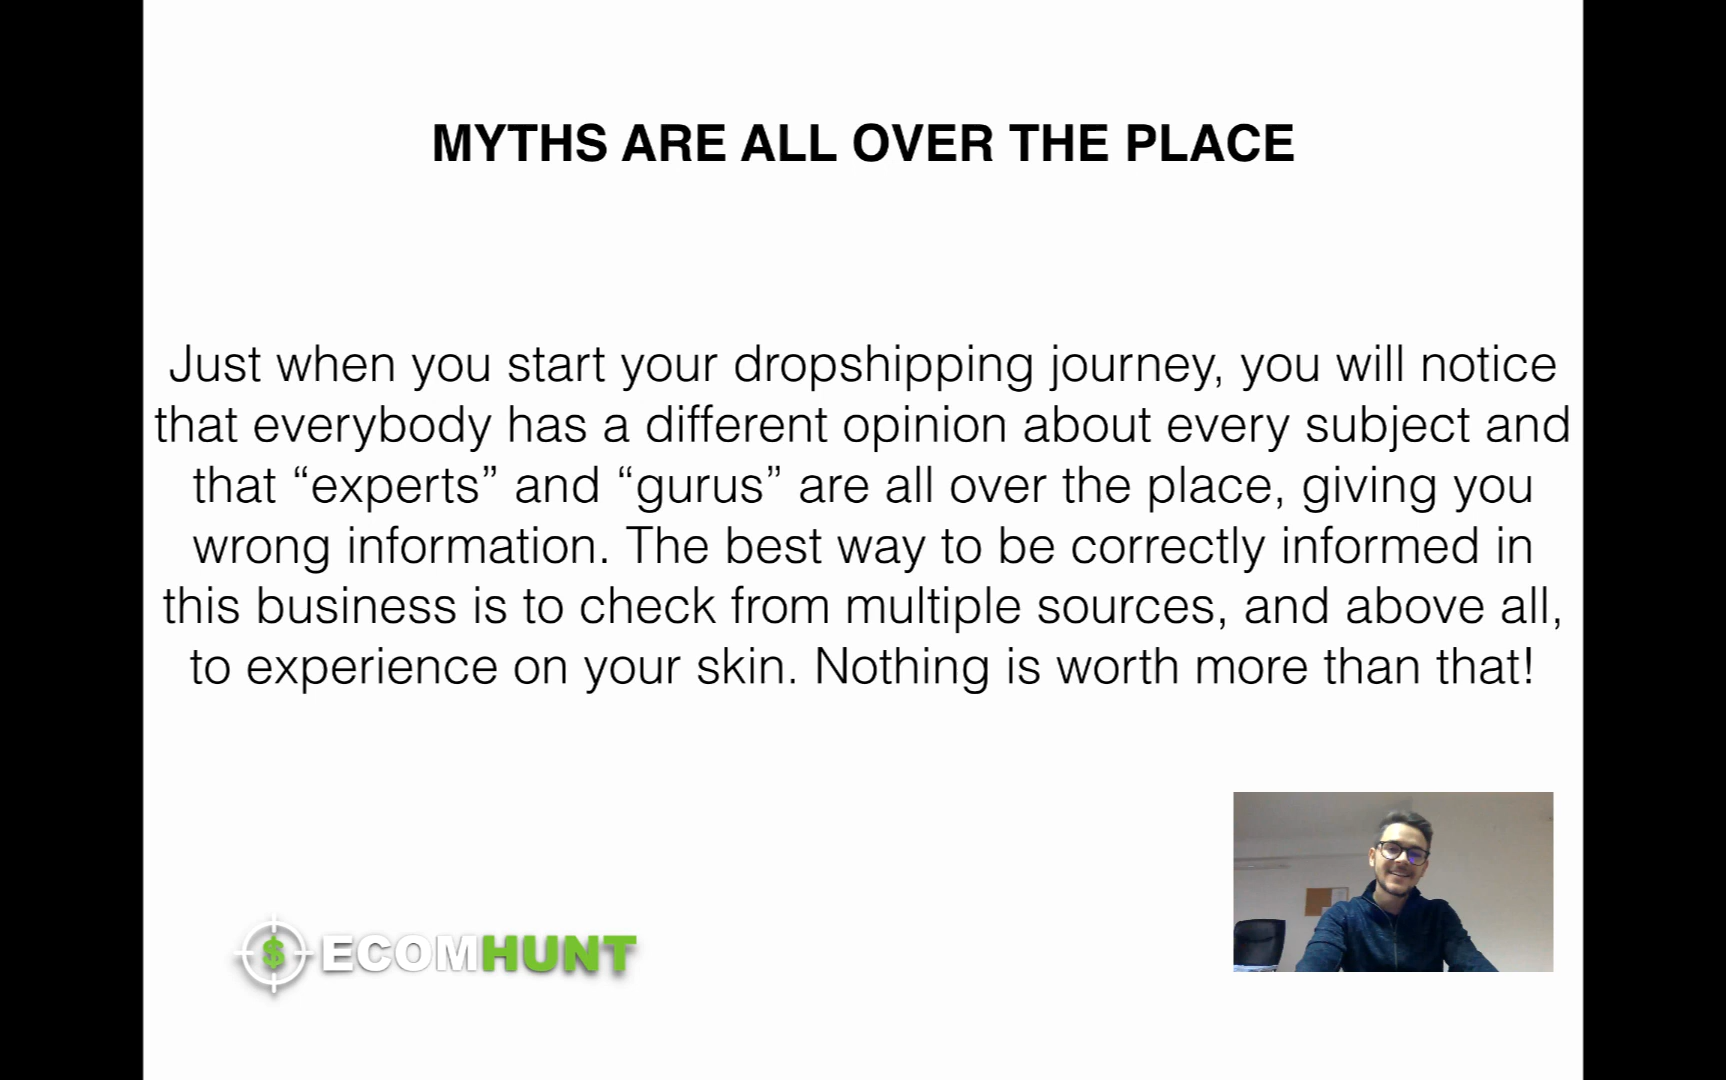 MYTHS ARE ALL OVER THE PLACE
Just when you start your dropshipping journey, you will notice
that everybody has a different opinion about every subject and
that “experts” and “gurus” are all over the place, giving you
wrong information. The best way to be correctly informed in
this business is to check from multiple sources, and above all,
to experience on your skin. Nothing is worth more than that!
$ ECOMHUNT